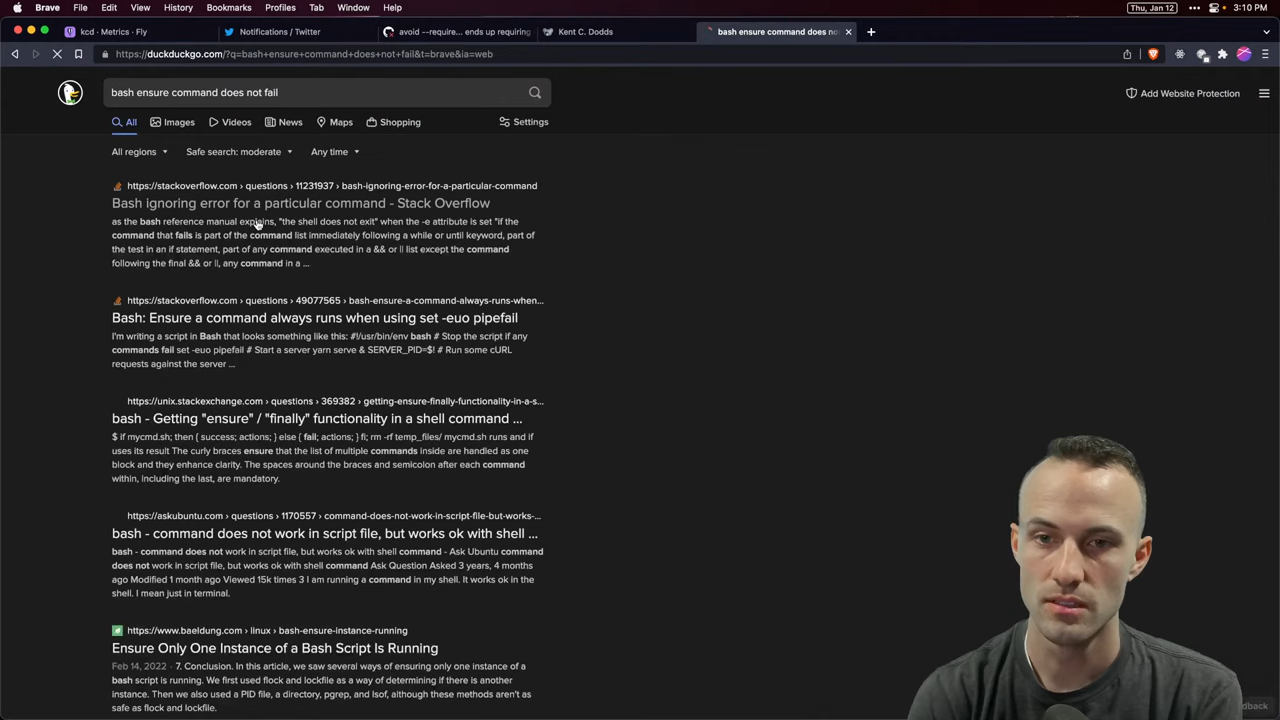 Brave File Edit View History Bookmarks Profiles Tab Window Help Thu, Jan 12 3:10 PM
kcd • Metrics · Fly Notifications / Twitter avoid --require... ends up requiring Kent C. Dodds bash ensure command does no
https://duckduckgo.com/?q=bash+ensure+command+does+not+fail&t=brave&ia=web
bash ensure command does not fail
Add Website Protection
All Images Videos News Maps Shopping Settings
All regions Safe search: moderate Any time
https://stackoverflow.com › questions › 11231937 › bash-ignoring-error-for-a-particular-command
Bash ignoring error for a particular command - Stack Overflow
as the bash reference manual explains, "the shell does not exit" when the -e attribute is set "if the
command that fails is part of the command list immediately following a while or until keyword, part of
the test in an if statement, part of any command executed in a && or || list except the command
following the final && or ||, any command in a ...
https://stackoverflow.com › questions › 49077565 › bash-ensure-a-command-always-runs-when...
Bash: Ensure a command always runs when using set -euo pipefail
I'm writing a script in Bash that looks something like this: #!/usr/bin/env bash # Stop the script if any
commands fail set -euo pipefail # Start a server yarn serve & SERVER_PID=$! # Run some cURL
requests against the server ...
https://unix.stackexchange.com › questions › 369382 › getting-ensure-finally-functionality-in-a-s...
bash - Getting "ensure" / "finally" functionality in a shell command ...
$ if mycmd.sh; then { success; actions; } else { fail; actions; } fi; rm -rf temp_files/ mycmd.sh runs and if
uses its result The curly braces ensure that the list of multiple commands inside are handled as one
block and they enhance clarity. The spaces around the braces and semicolon after each command
within, including the last, are mandatory.
https://askubuntu.com › questions › 1170557 › command-does-not-work-in-script-file-but-works-...
bash - command does not work in script file, but works ok with shell ...
bash - command does not work in script file, but works ok with shell command - Ask Ubuntu command
does not work in script file, but works ok with shell command Ask Question Asked 3 years, 4 months
ago Modified 1 month ago Viewed 15k times 3 I am running a command in my shell. It works ok in the
shell. I mean just in terminal.
https://www.baeldung.com › linux › bash-ensure-instance-running
Ensure Only One Instance of a Bash Script Is Running
Feb 14, 2022 · 7. Conclusion. In this article, we saw several ways of ensuring only one instance of a
bash script is running. We first used flock and lockfile as a way of determining if there is another
instance. Then we also used a PID file, a directory, pgrep, and lsof, although these methods aren't as
safe as flock and lockfile.